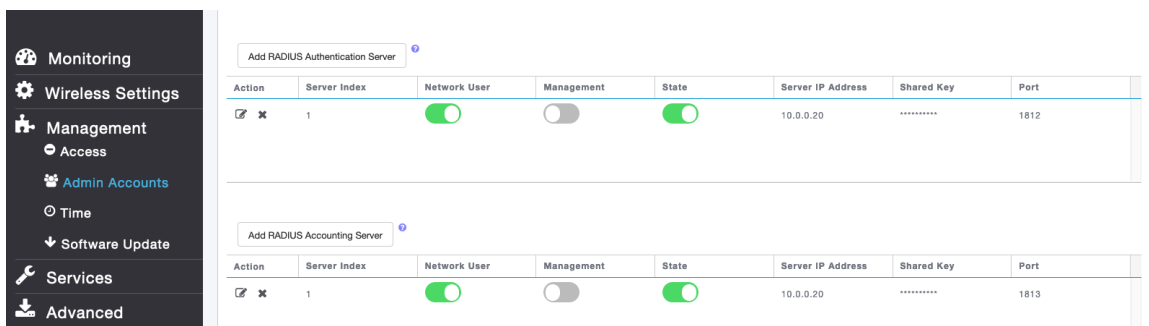 Monitoring
Wireless Settings
Management
Access
Admin Accounts
Time
Software Update
Services
Advanced
Add RADIUS Authentication Server ?
Action Server Index Network User Management State Server IP Address Shared Key Port
1 10.0.0.20 ********** 1812
Add RADIUS Accounting Server ?
Action Server Index Network User Management State Server IP Address Shared Key Port
1 10.0.0.20 ********** 1813